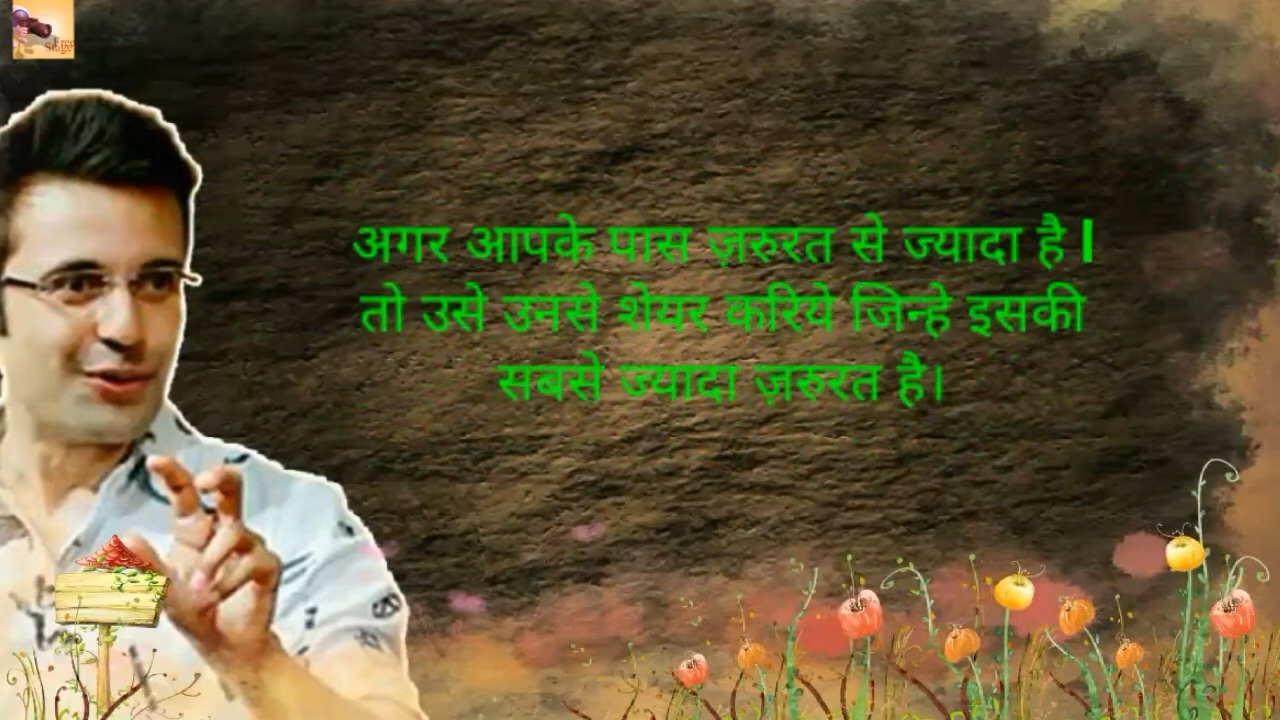 अगर आपके पास ज़रुरत से ज्यादा है l
तो उसे उनसे शेयर करिये जिन्हे इसकी
सबसे ज्यादा ज़रुरत है।